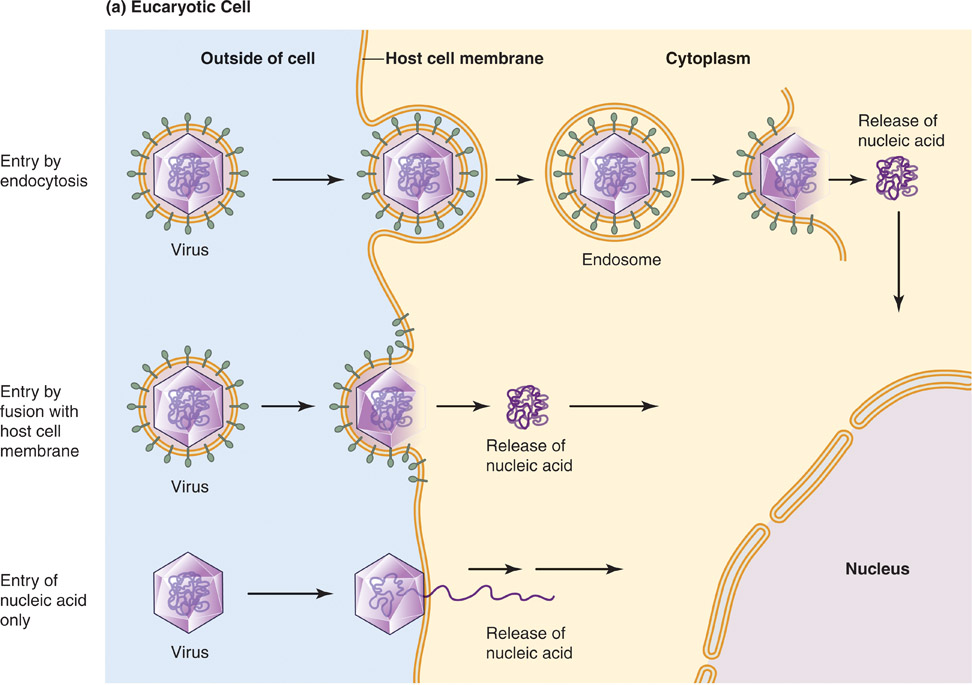 (a) Eucaryotic Cell
Outside of cell
Host cell membrane
Cytoplasm
Entry by
endocytosis
Virus
Endosome
Release of
nucleic acid
Entry by
fusion with
host cell
membrane
Virus
Release of
nucleic acid
Entry of
nucleic acid
only
Virus
Release of
nucleic acid
Nucleus